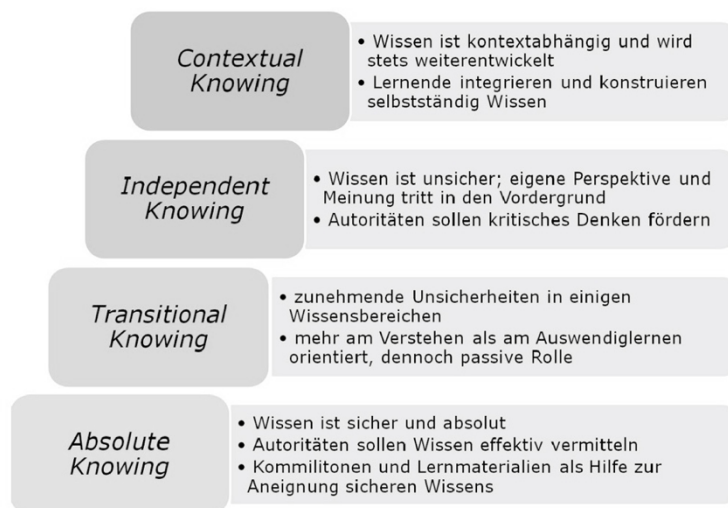 Contextual
Knowing
• Wissen ist kontextabhängig und wird
stets weiterentwickelt
• Lernende integrieren und konstruieren
selbstständig Wissen
Independent
Knowing
• Wissen ist unsicher; eigene Perspektive und
Meinung tritt in den Vordergrund
• Autoritäten sollen kritisches Denken fördern
Transitional
Knowing
• zunehmende Unsicherheiten in einigen
Wissensbereichen
• mehr am Verstehen als am Auswendiglernen
orientiert, dennoch passive Rolle
Absolute
Knowing
• Wissen ist sicher und absolut
• Autoritäten sollen Wissen effektiv vermitteln
• Kommilitonen und Lernmaterialien als Hilfe zur
Aneignung sicheren Wissens